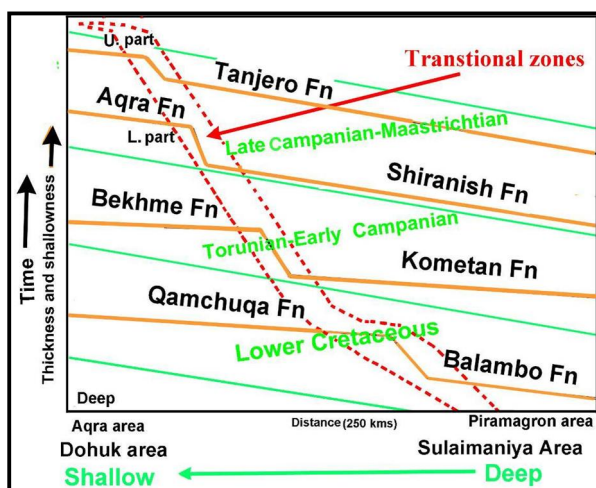 U. part
Transtional zones
Tanjero Fn
Aqra Fn
L. part
Late Campanian-Maastrichtian
Shiranish Fn
Bekhme Fn
Torunian-Early Campanian
Kometan Fn
Qamchuqa Fn
Lower Cretaceous
Balambo Fn
Deep
Time
Thickness and shallowness
Aqra area
Distance (250 kms)
Piramagron area
Dohuk area
Sulaimaniya Area
Shallow
Deep